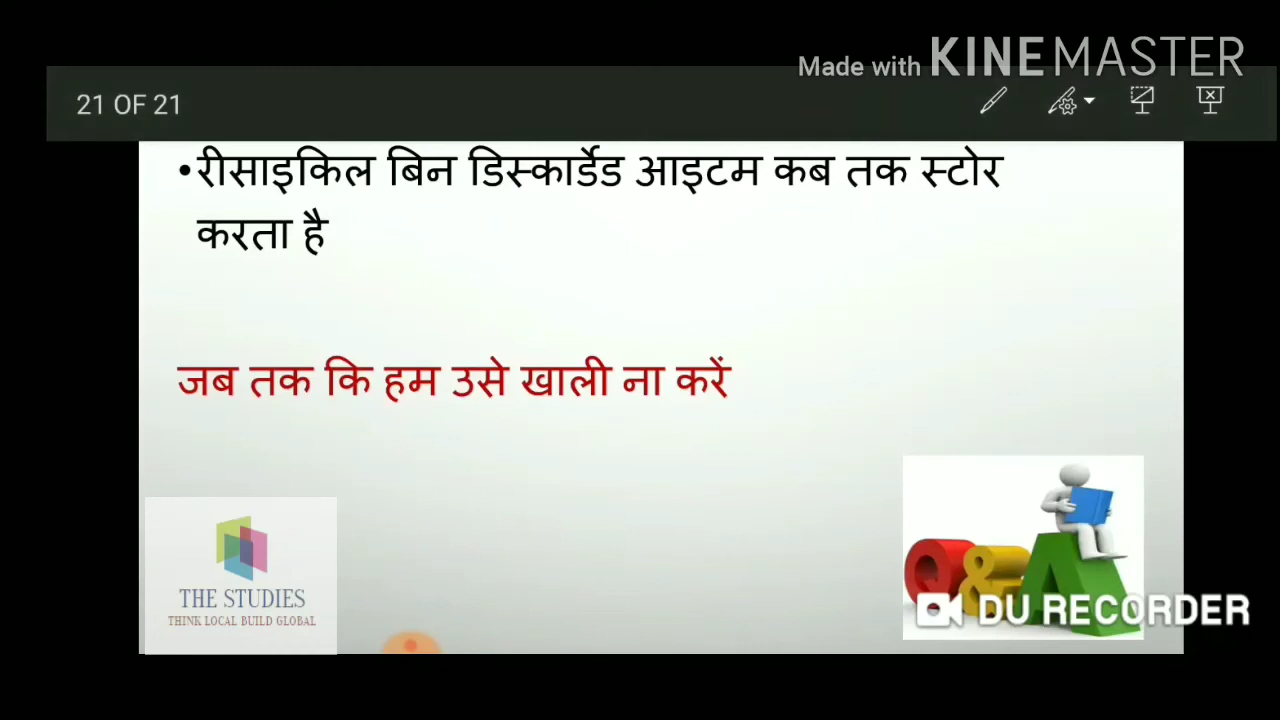 Made with KINEMASTER
21 OF 21
•रीसाइकिल बिन डिस्कार्डेड आइटम कब तक स्टोर
करता है
जब तक कि हम उसे खाली ना करें
Q&A
THE STUDIES
THINK LOCAL BUILD GLOBAL
DU RECORDER